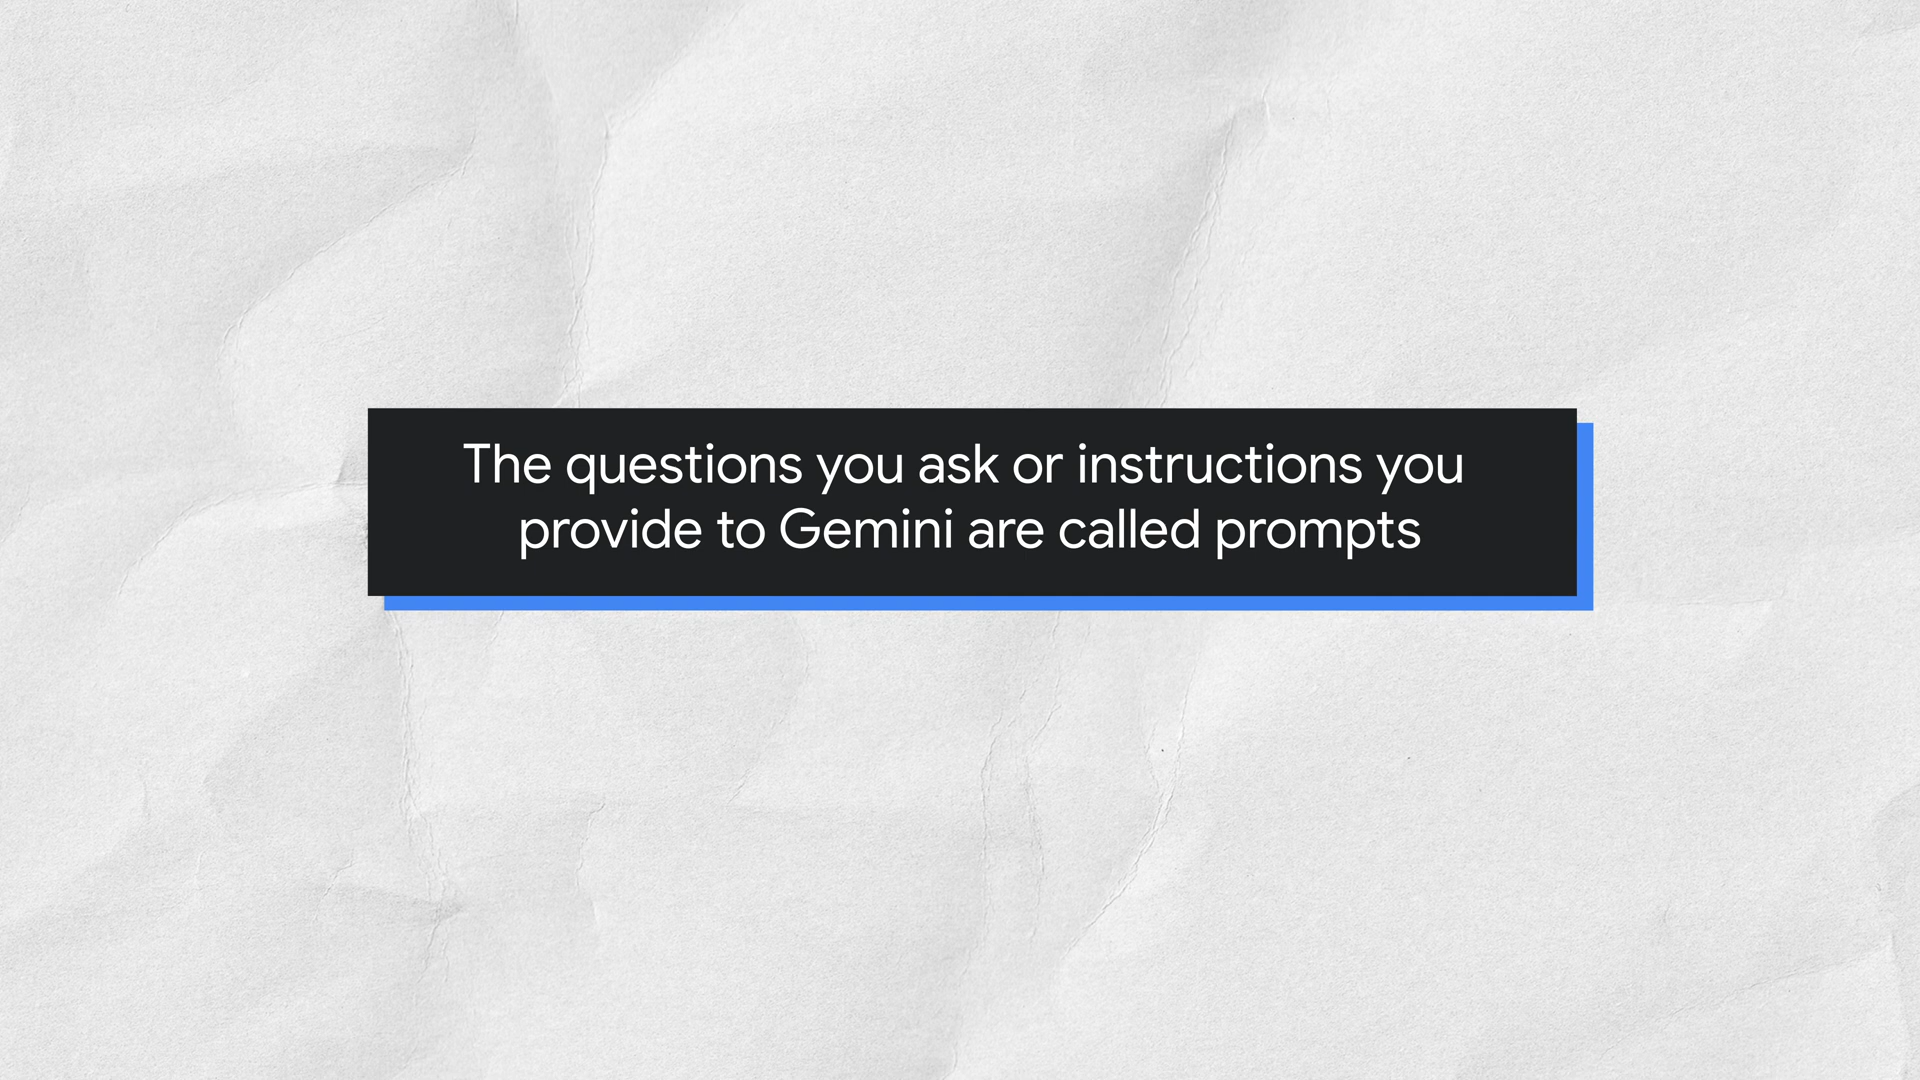 The questions you ask or instructions you
provide to Gemini are called prompts